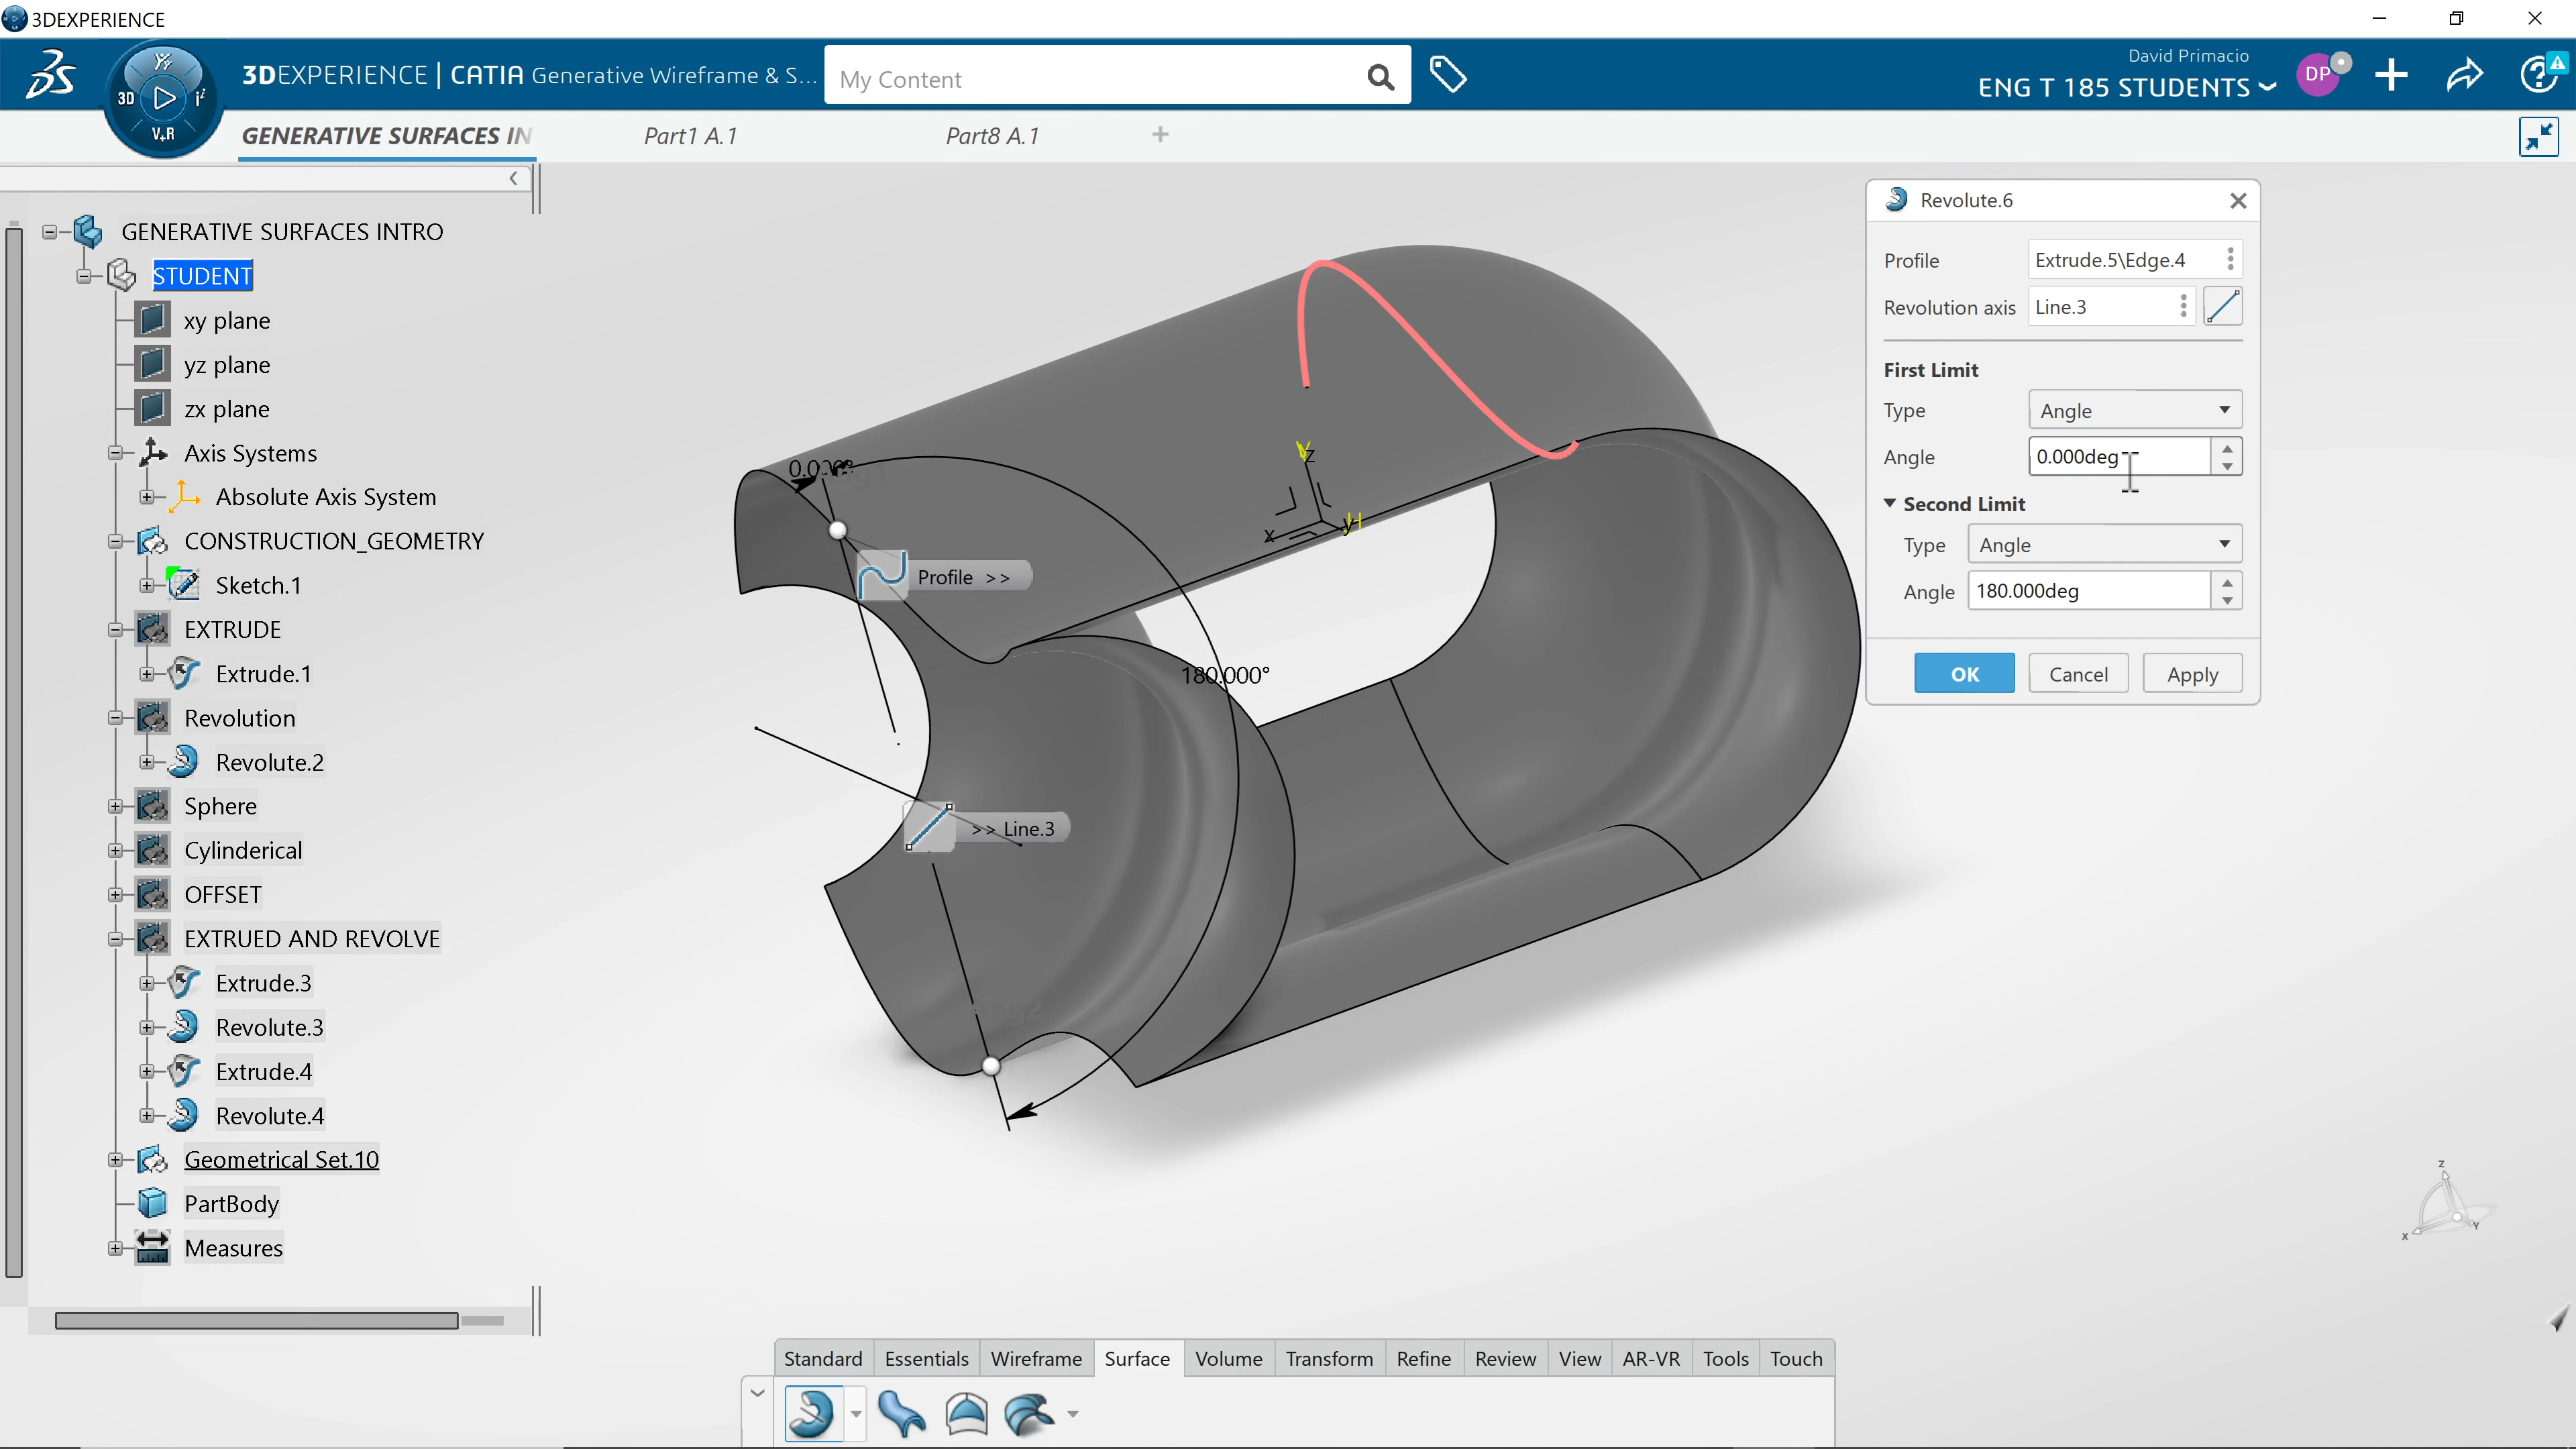 3DEXPERIENCE
3DEXPERIENCE | CATIA Generative Wireframe & S...
My Content
David Primacio
ENG T 185 STUDENTS
DP
3D
V+R
GENERATIVE SURFACES IN
Part1 A.1
Part8 A.1
GENERATIVE SURFACES INTRO
STUDENT
xy plane
yz plane
zx plane
Axis Systems
Absolute Axis System
CONSTRUCTION_GEOMETRY
Sketch.1
EXTRUDE
Extrude.1
Revolution
Revolute.2
Sphere
Cylinderical
OFFSET
EXTRUED AND REVOLVE
Extrude.3
Revolute.3
Extrude.4
Revolute.4
Geometrical Set.10
PartBody
Measures
Profile >>
180.000°
>> Line.3
z
x
y
Revolute.6
Profile
Extrude.5\Edge.4
Revolution axis
Line.3
First Limit
Type
Angle
Angle
0.000deg
Second Limit
Type
Angle
Angle
180.000deg
OK
Cancel
Apply
z
x
Y
Standard
Essentials
Wireframe
Surface
Volume
Transform
Refine
Review
View
AR-VR
Tools
Touch